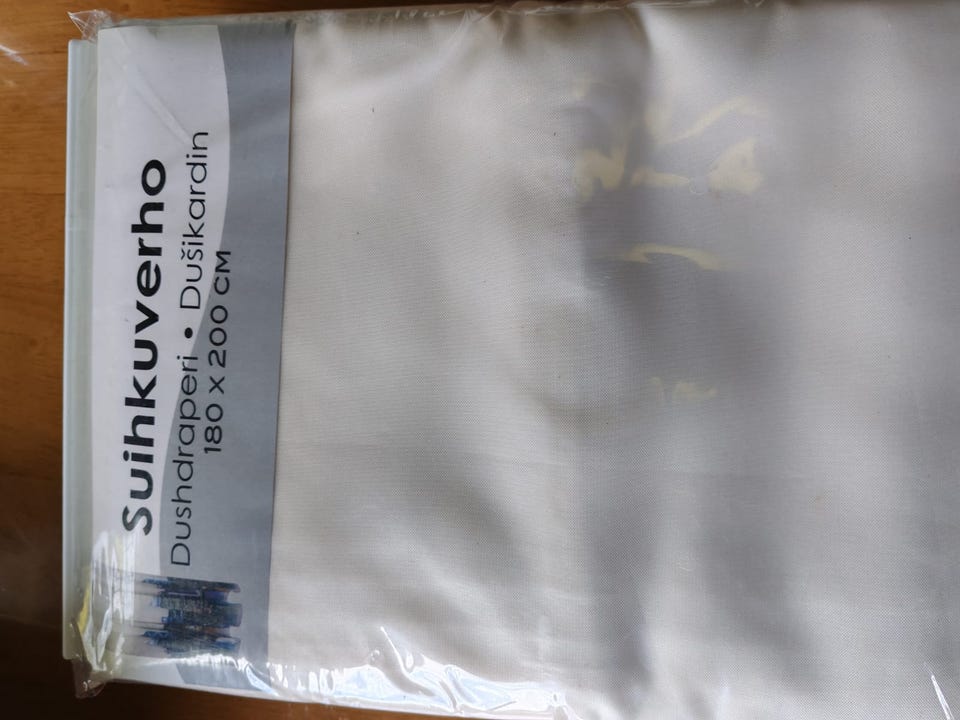 Suihkuverho
Dushdraperi • Dušikardin
180 x 200 CM